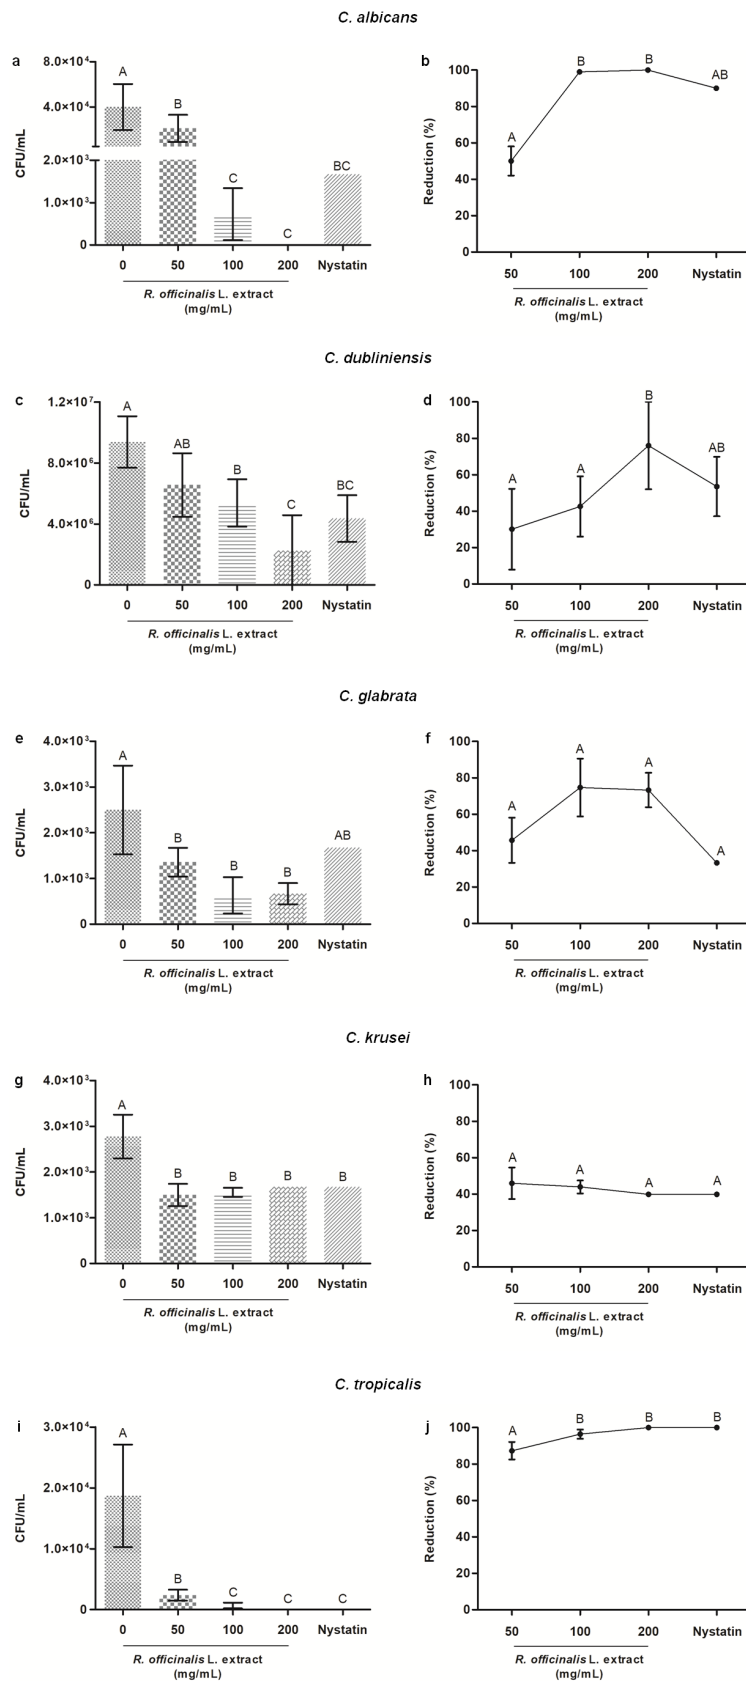 C. albicans
a
8.0×10⁴
4.0×10⁴
2.0×10³
1.0×10³
0
CFU/mL
A
B
C
C
BC
0 50 100 200 Nystatin
R. officinalis L. extract
(mg/mL)
b
100
80
60
40
20
0
Reduction (%)
A
B
B
AB
50 100 200 Nystatin
R. officinalis L. extract
(mg/mL)
C. dubliniensis
c
1.2×10⁷
8.0×10⁶
4.0×10⁶
0
CFU/mL
A
AB
B
C
BC
0 50 100 200 Nystatin
R. officinalis L. extract
(mg/mL)
d
100
80
60
40
20
0
Reduction (%)
A
A
B
AB
50 100 200 Nystatin
R. officinalis L. extract
(mg/mL)
C. glabrata
e
4.0×10³
3.0×10³
2.0×10³
1.0×10³
0
CFU/mL
A
B
B
B
AB
0 50 100 200 Nystatin
R. officinalis L. extract
(mg/mL)
f
100
80
60
40
20
0
Reduction (%)
A
A
A
A
50 100 200 Nystatin
R. officinalis L. extract
(mg/mL)
C. krusei
g
4.0×10³
3.0×10³
2.0×10³
1.0×10³
0
CFU/mL
A
B
B
B
B
0 50 100 200 Nystatin
R. officinalis L. extract
(mg/mL)
h
100
80
60
40
20
0
Reduction (%)
A
A
A
A
50 100 200 Nystatin
R. officinalis L. extract
(mg/mL)
C. tropicalis
i
3.0×10⁴
2.0×10⁴
1.0×10⁴
0
CFU/mL
A
B
C
C
C
0 50 100 200 Nystatin
R. officinalis L. extract
(mg/mL)
j
100
80
60
40
20
0
Reduction (%)
A
B
B
B
50 100 200 Nystatin
R. officinalis L. extract
(mg/mL)